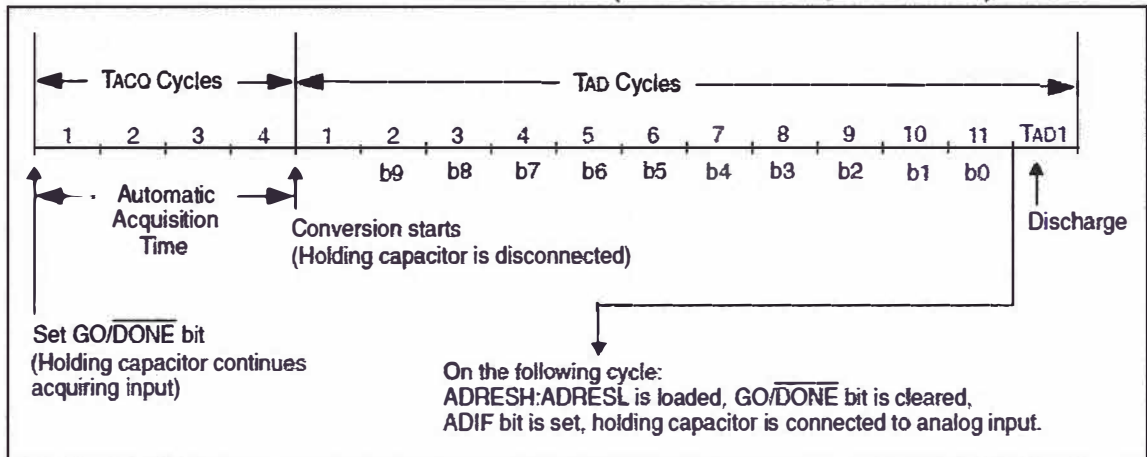 TACQ Cycles
TAD Cycles
1 2 3 4 1 2 3 4 5 6 7 8 9 10 11 TAD1
b9 b8 b7 b6 b5 b4 b3 b2 b1 b0
Automatic
Acquisition
Time
Conversion starts
(Holding capacitor is disconnected)
Discharge
Set GO/DONE bit
(Holding capacitor continues
acquiring input)
On the following cycle:
ADRESH:ADRESL is loaded, GO/DONE bit is cleared,
ADIF bit is set, holding capacitor is connected to analog input.